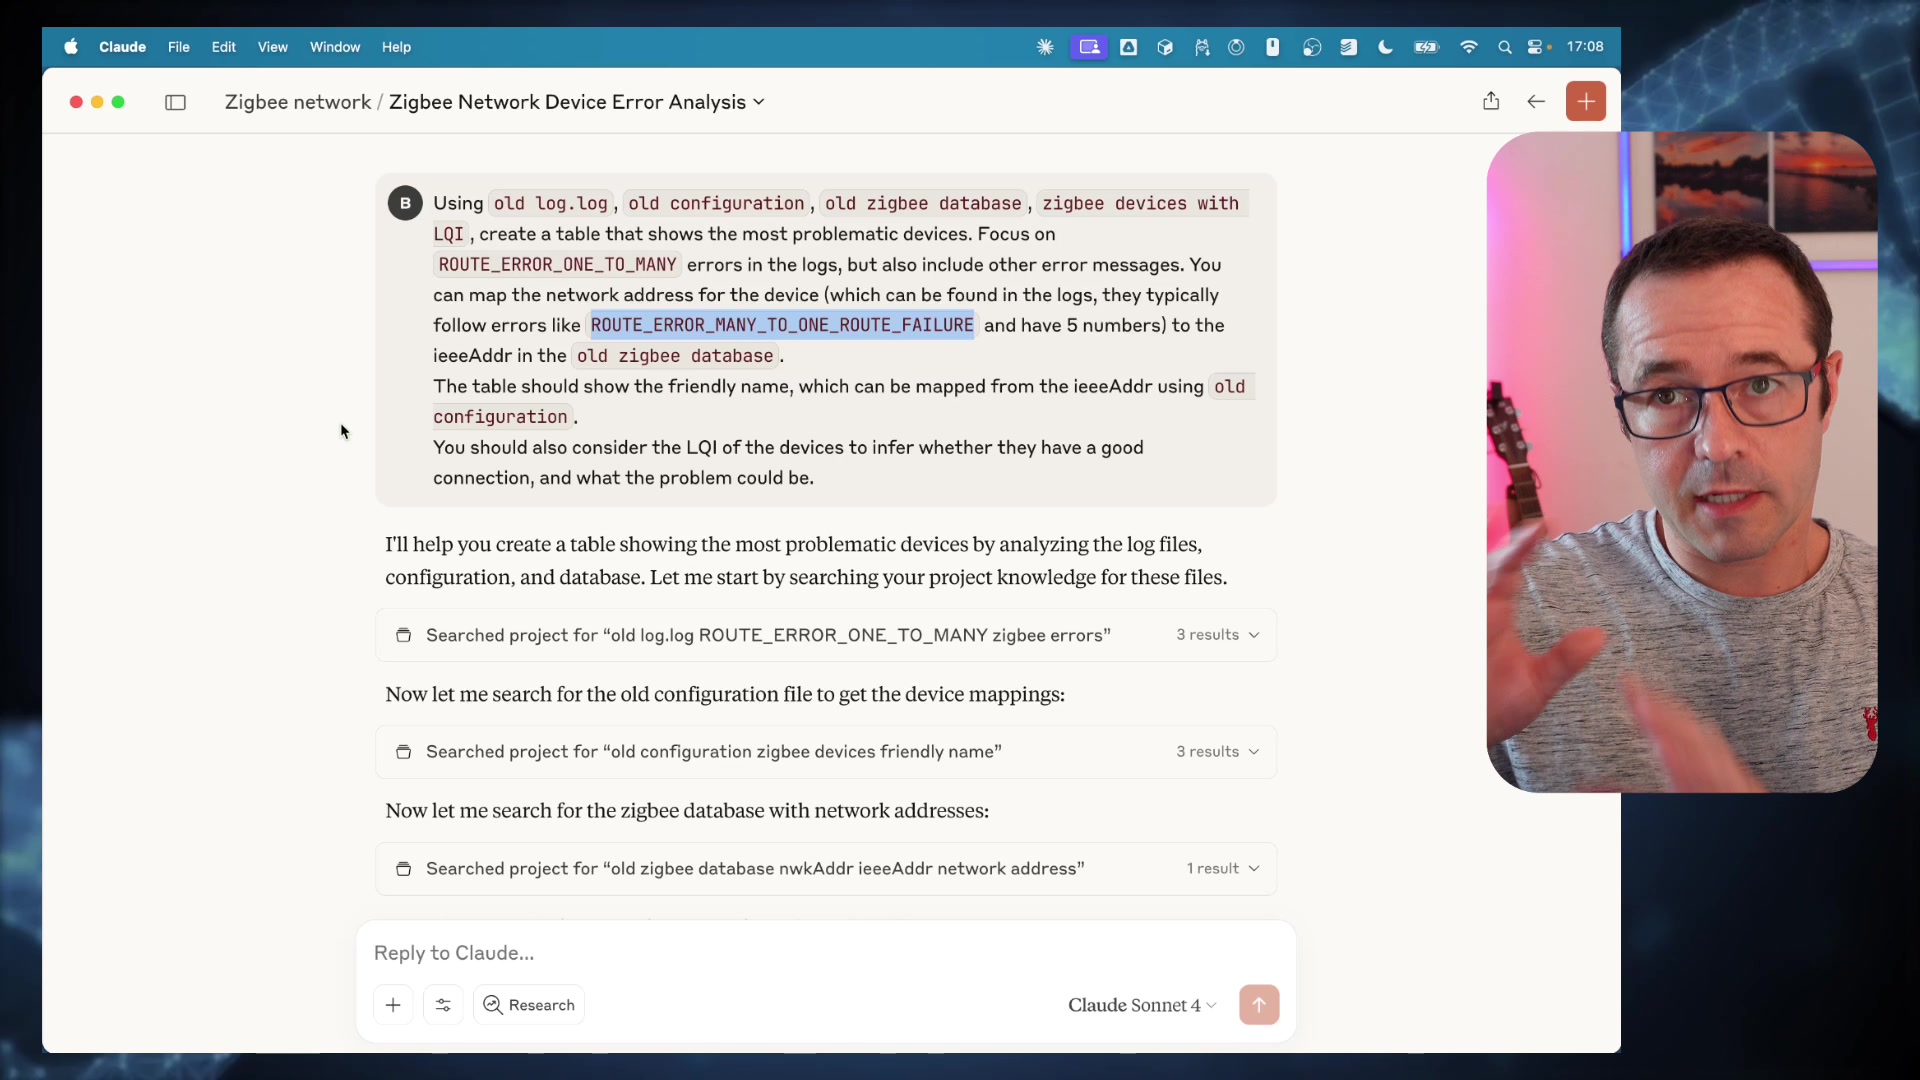 Claude File Edit View Window Help 17:08
Zigbee network / Zigbee Network Device Error Analysis
B
Using old log.log, old configuration, old zigbee database, zigbee devices with
LQI, create a table that shows the most problematic devices. Focus on
ROUTE_ERROR_ONE_TO_MANY errors in the logs, but also include other error messages. You
can map the network address for the device (which can be found in the logs, they typically
follow errors like ROUTE_ERROR_MANY_TO_ONE_ROUTE_FAILURE and have 5 numbers) to the
ieeeAddr in the old zigbee database.
The table should show the friendly name, which can be mapped from the ieeeAddr using old
configuration.
You should also consider the LQI of the devices to infer whether they have a good
connection, and what the problem could be.
I'll help you create a table showing the most problematic devices by analyzing the log files,
configuration, and database. Let me start by searching your project knowledge for these files.
Searched project for “old log.log ROUTE_ERROR_ONE_TO_MANY zigbee errors” 3 results
Now let me search for the old configuration file to get the device mappings:
Searched project for “old configuration zigbee devices friendly name” 3 results
Now let me search for the zigbee database with network addresses:
Searched project for “old zigbee database nwkAddr ieeeAddr network address” 1 result
Reply to Claude...
Research Claude Sonnet 4